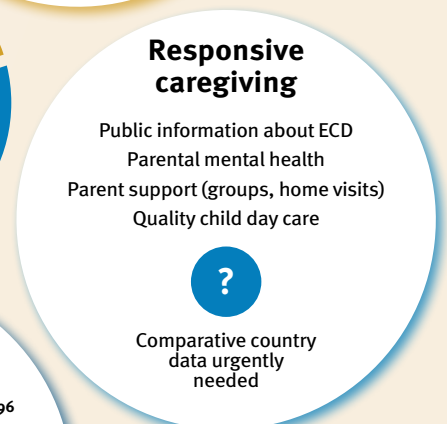 Responsive
caregiving
Public information about ECD
Parental mental health
Parent support (groups, home visits)
Quality child day care
?
Comparative country
data urgently
needed
96